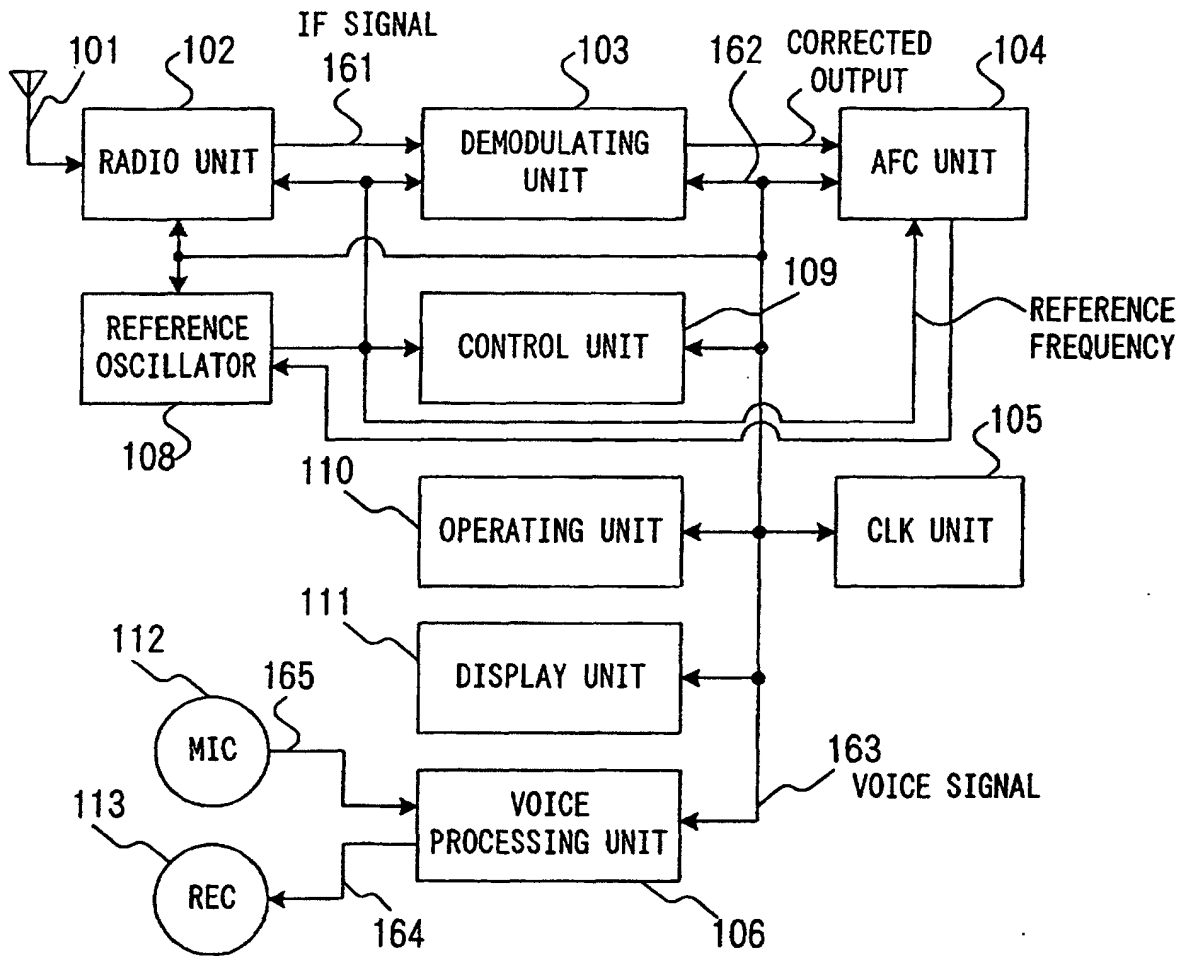 IF SIGNAL
101
102
161
103
162
CORRECTED
OUTPUT
104
RADIO UNIT
DEMODULATING
UNIT
AFC UNIT
109
REFERENCE
OSCILLATOR
CONTROL UNIT
REFERENCE
FREQUENCY
108
105
110
OPERATING UNIT
CLK UNIT
111
DISPLAY UNIT
112
165
MIC
163
VOICE SIGNAL
113
VOICE
PROCESSING UNIT
REC
164
106